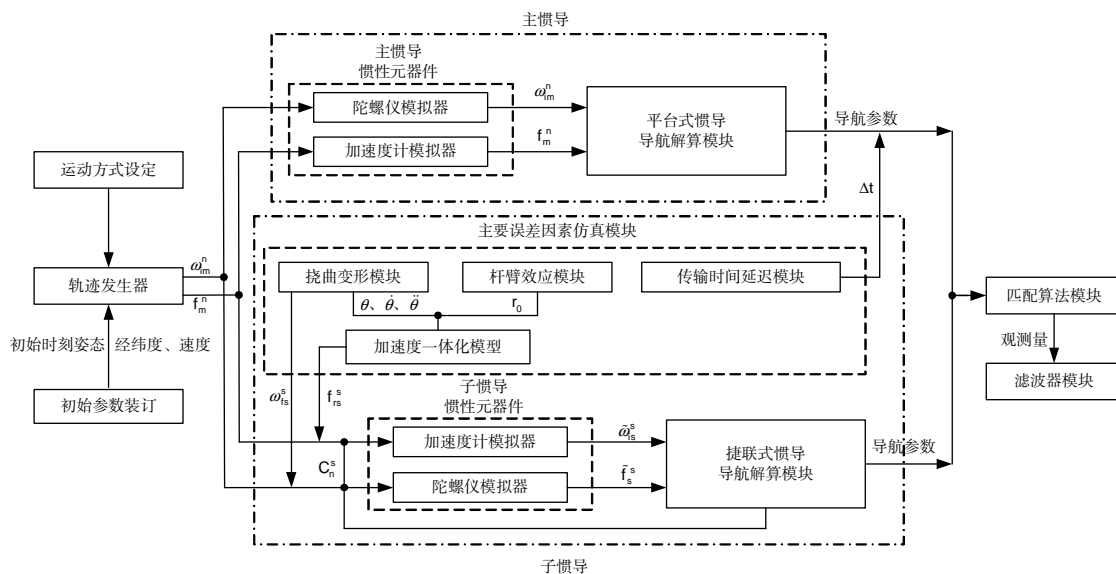 主惯导
主惯导
惯性元器件
陀螺仪模拟器
加速度计模拟器
ω_im^n
f_m^n
平台式惯导
导航解算模块
导航参数
Δt
运动方式设定
轨迹发生器
ω_im^n
f_m^n
初始时刻姿态 经纬度、速度
初始参数装订
主要误差因素仿真模块
挠曲变形模块
杆臂效应模块
传输时间延迟模块
θ、θ̇、θ̈
r_0
加速度一体化模型
ω_fs^s
f_rs^s
C_n^s
子惯导
惯性元器件
加速度计模拟器
陀螺仪模拟器
ω̃_is^s
f̃_s^s
捷联式惯导
导航解算模块
导航参数
匹配算法模块
观测量
滤波器模块
子惯导